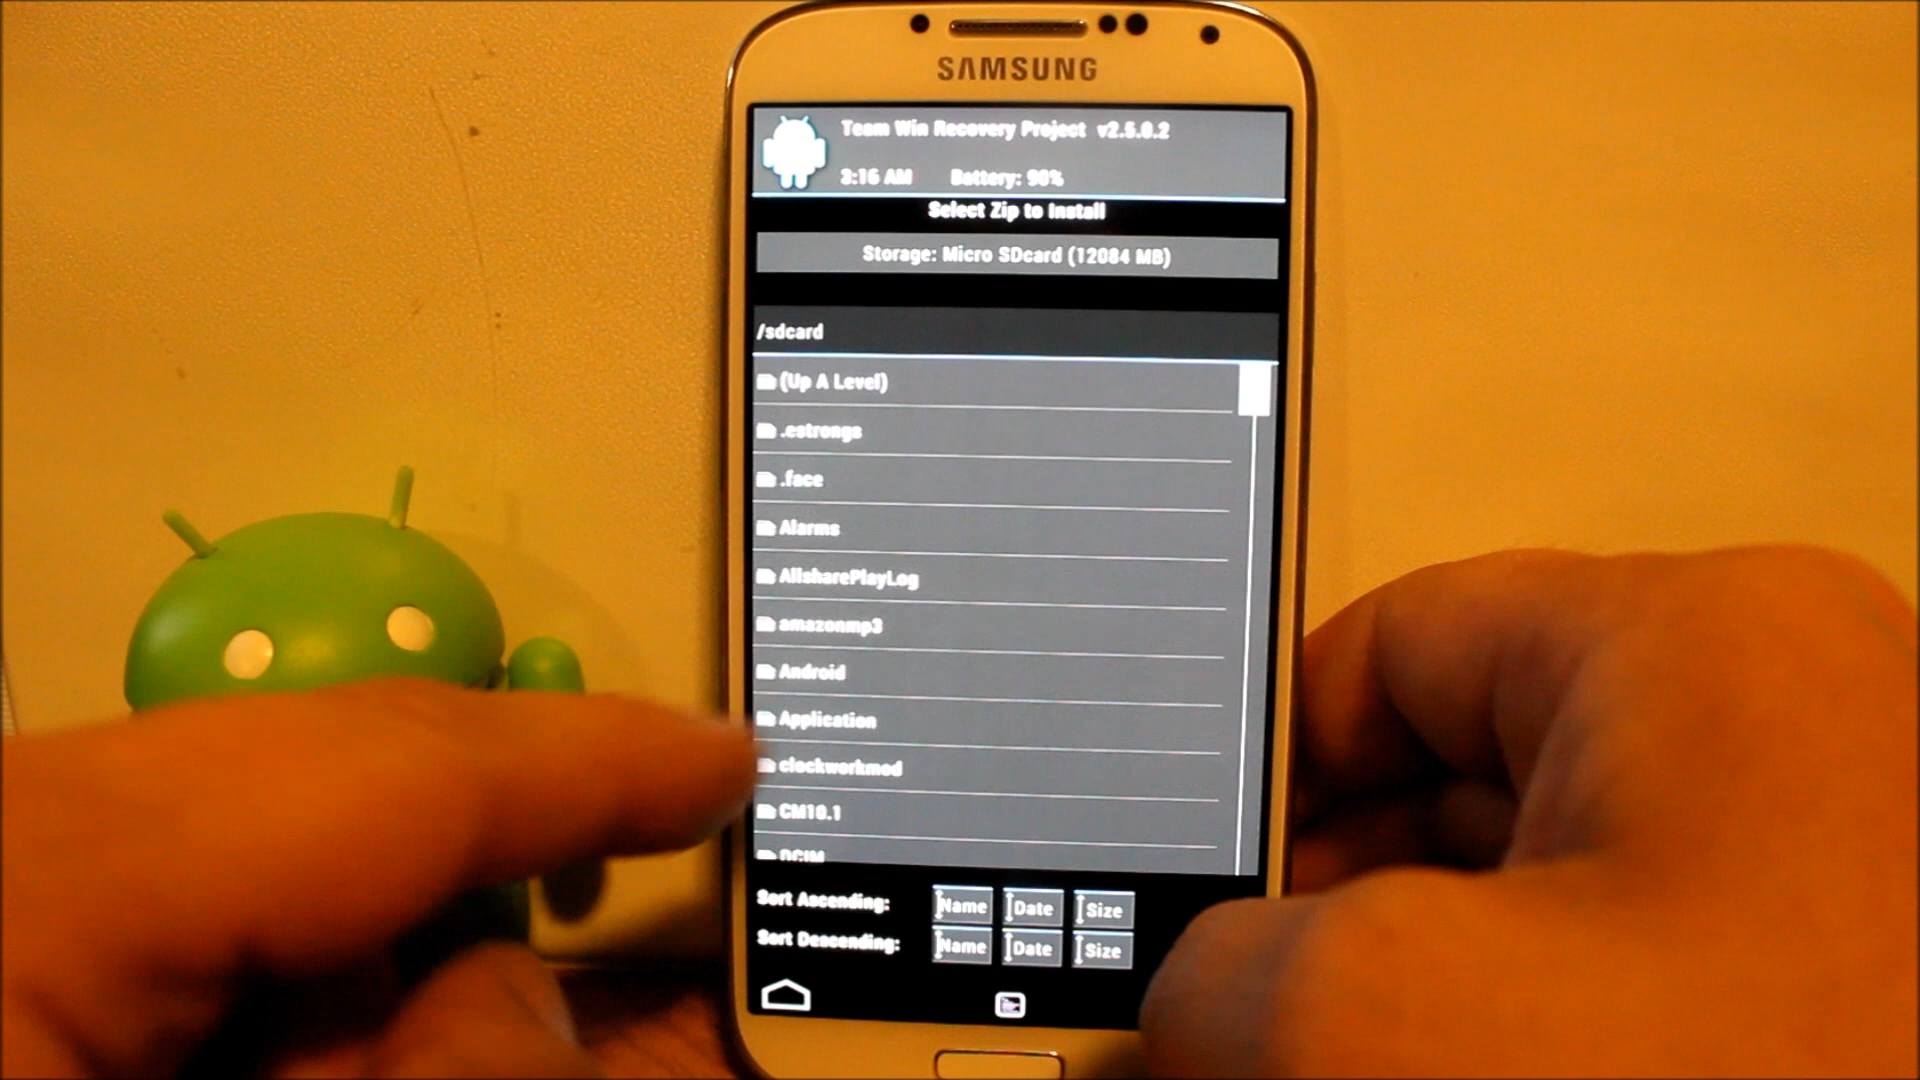 SAMSUNG
Team Win Recovery Project v2.5.0.2
3:16 AM Battery: 90%
Select Zip to Install
Storage: Micro SDcard (12084 MB)
/sdcard
(Up A Level)
.estrongs
.face
Alarms
AllsharePlayLog
amazonmp3
Android
Application
clockworkmod
CM10.1
DCIM
Sort Ascending: Name Date Size
Sort Descending: Name Date Size